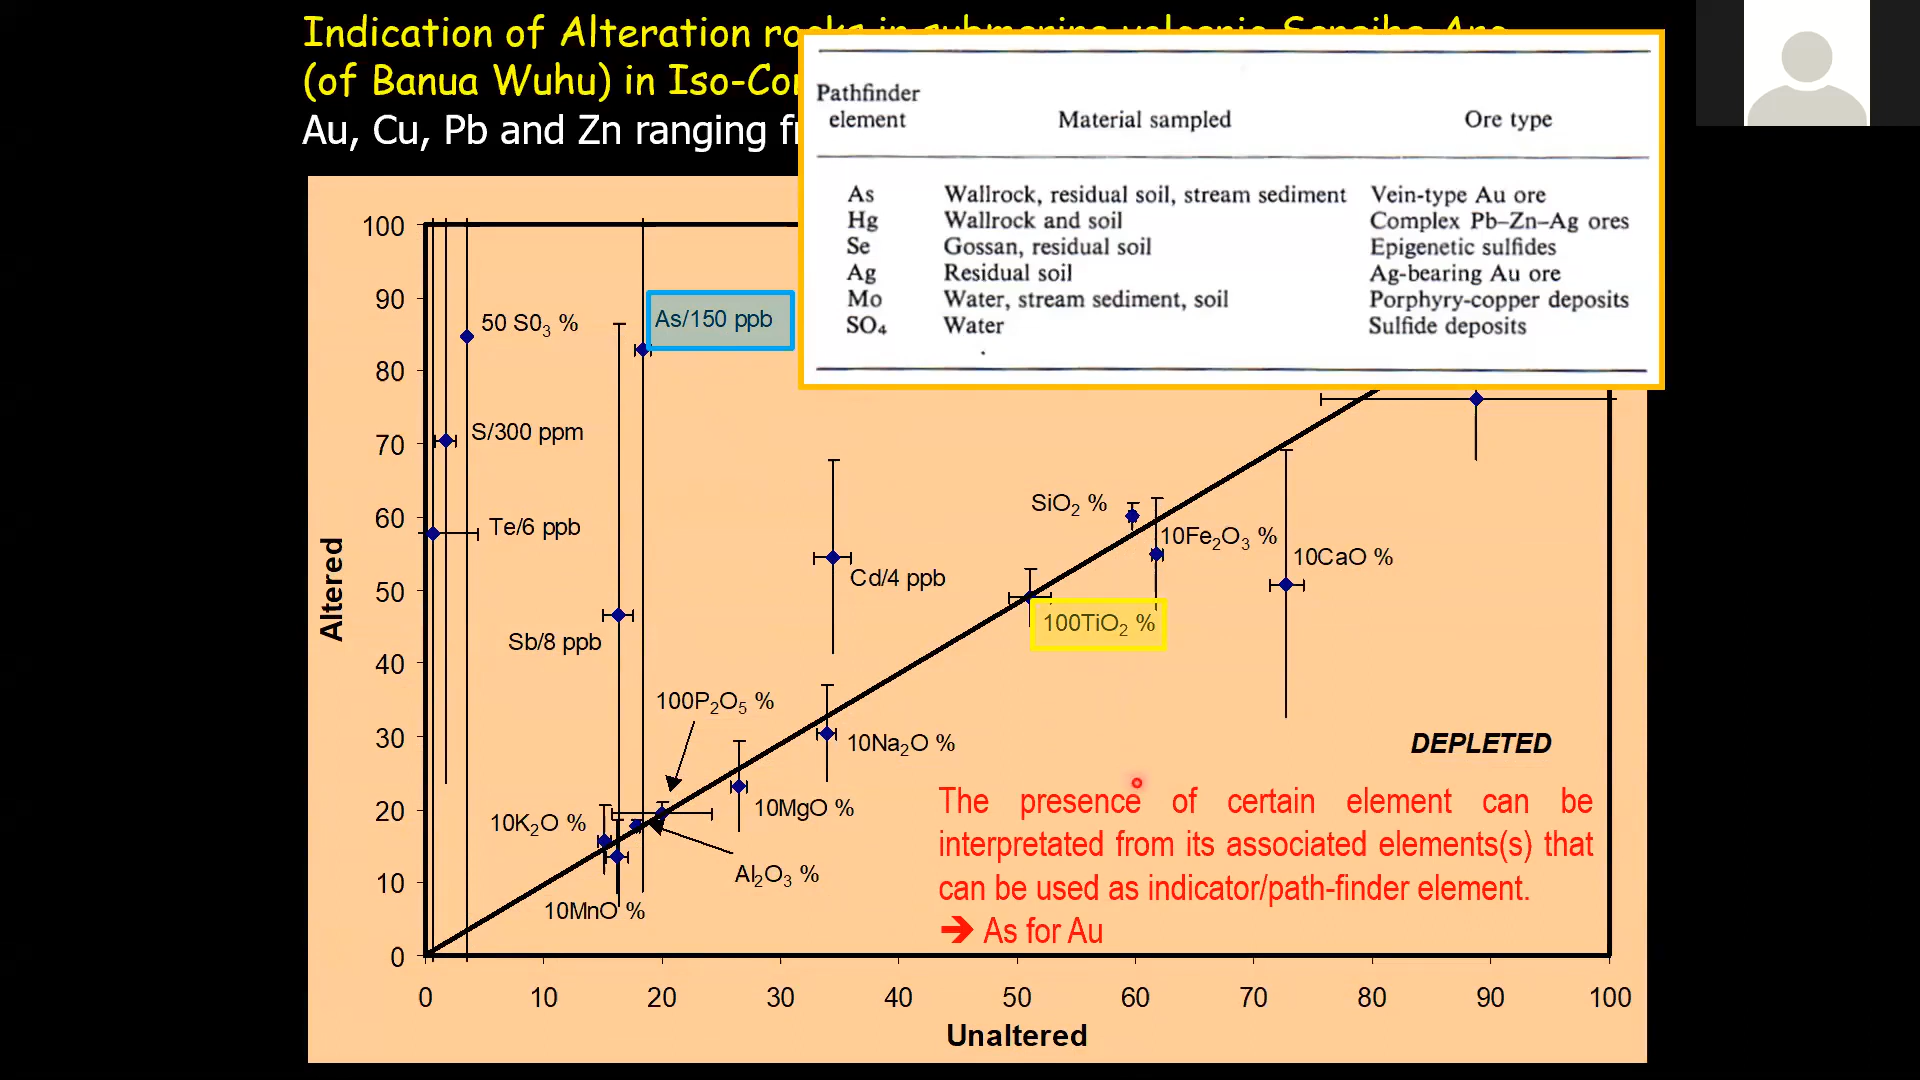 Indication of Alteration rocks in submarine volcanic Sangihe Arc
(of Banua Wuhu) in Iso-Con
Au, Cu, Pb and Zn ranging f
Pathfinder
element
Material sampled
Ore type
As Wallrock, residual soil, stream sediment Vein-type Au ore
Hg Wallrock and soil Complex Pb–Zn–Ag ores
Se Gossan, residual soil Epigenetic sulfides
Ag Residual soil Ag-bearing Au ore
Mo Water, stream sediment, soil Porphyry-copper deposits
SO₄ Water Sulfide deposits
100
90
80
70
60
50
40
30
20
10
0
Altered
50 S0₃ %
As/150 ppb
S/300 ppm
Te/6 ppb
Cd/4 ppb
Sb/8 ppb
SiO₂ %
10Fe₂O₃ %
10CaO %
100TiO₂ %
100P₂O₅ %
10Na₂O %
10MgO %
10K₂O %
Al₂O₃ %
10MnO %
DEPLETED
The presence of certain element can be
interpretated from its associated elements(s) that
can be used as indicator/path-finder element.
➔ As for Au
0 10 20 30 40 50 60 70 80 90 100
Unaltered